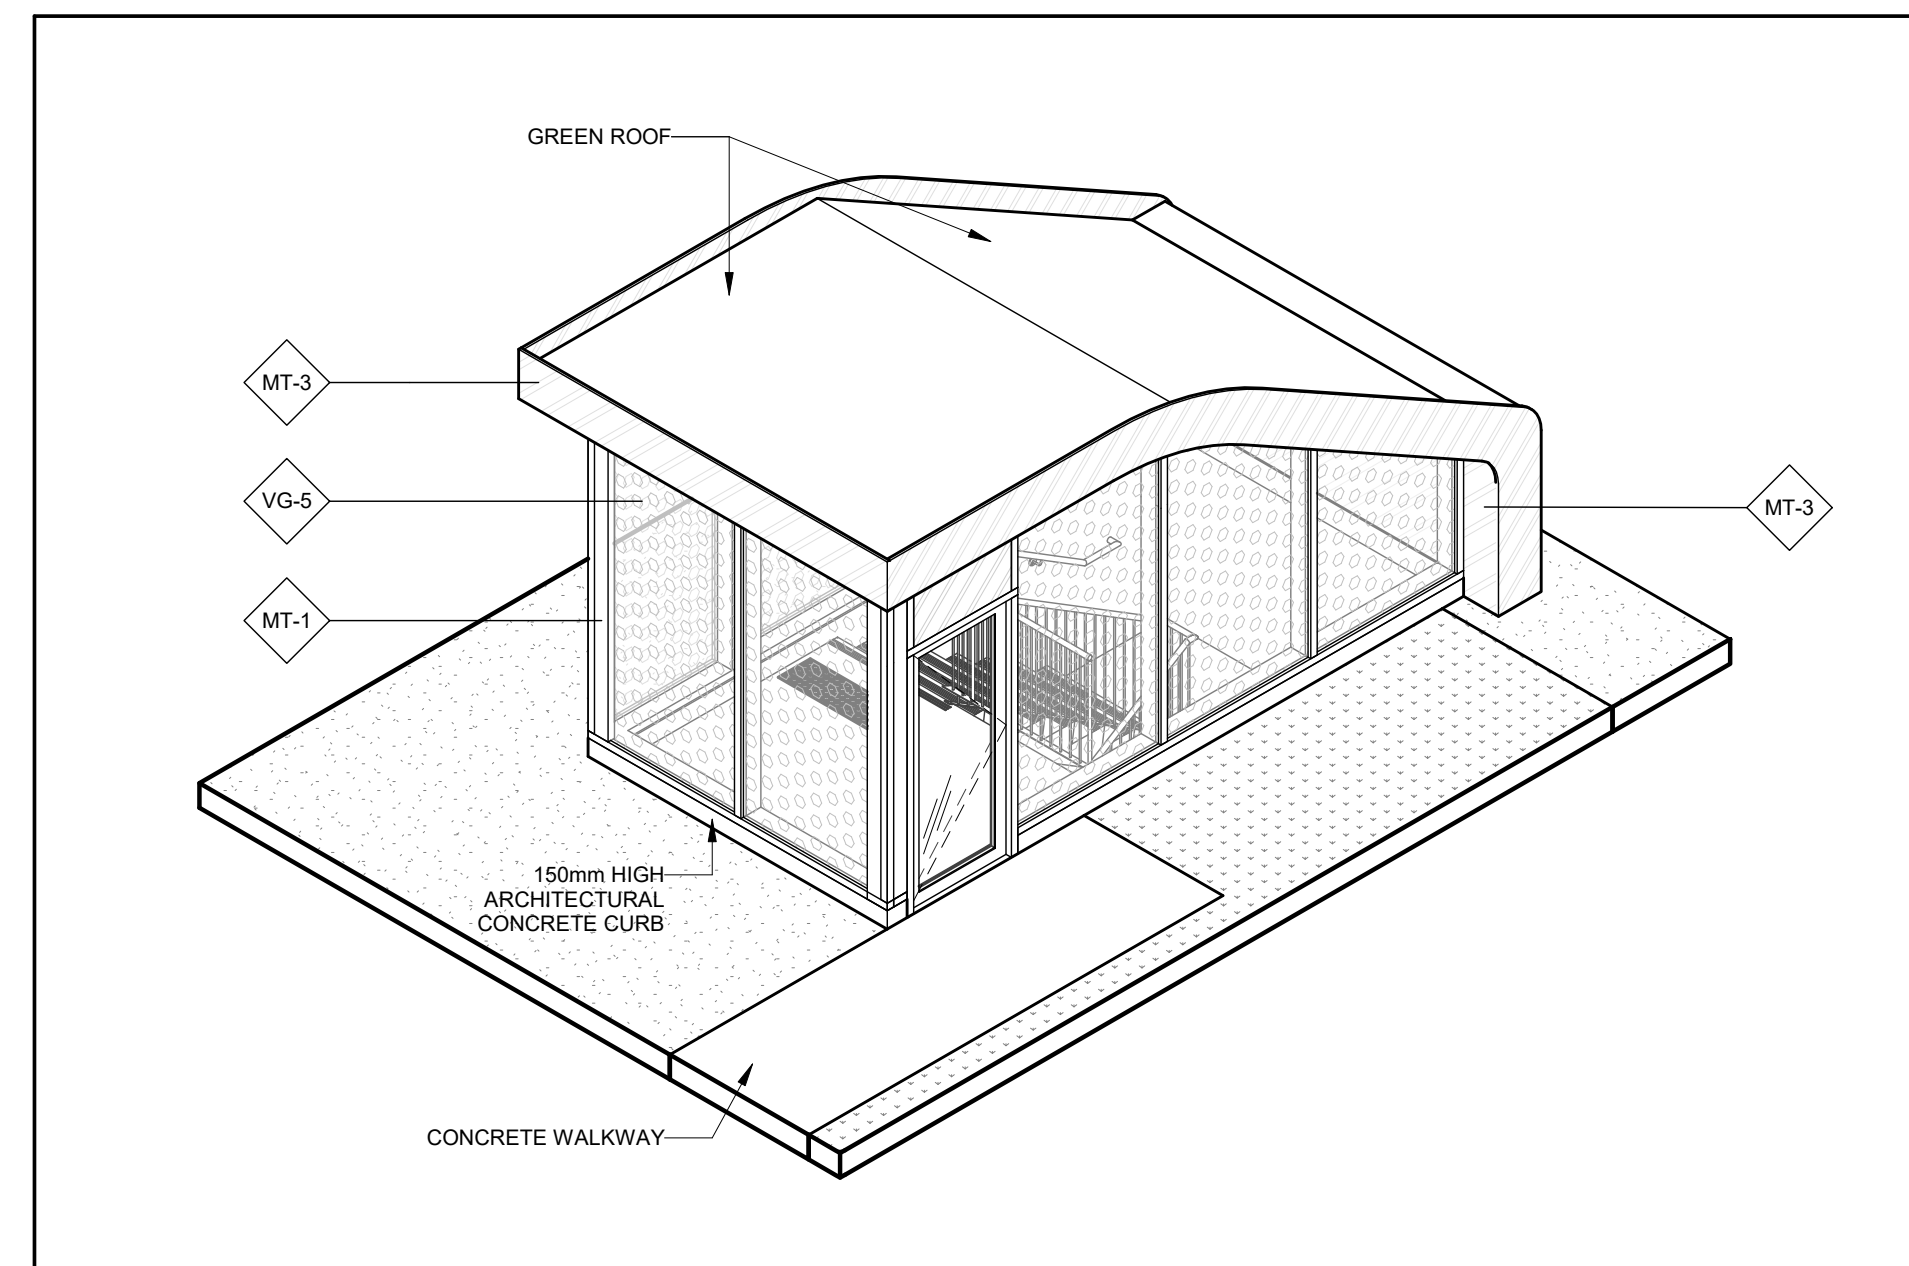 GREEN ROOF
MT-3
VG-5
MT-3
MT-1
150mm HIGH
ARCHITECTURAL
CONCRETE CURB
CONCRETE WALKWAY